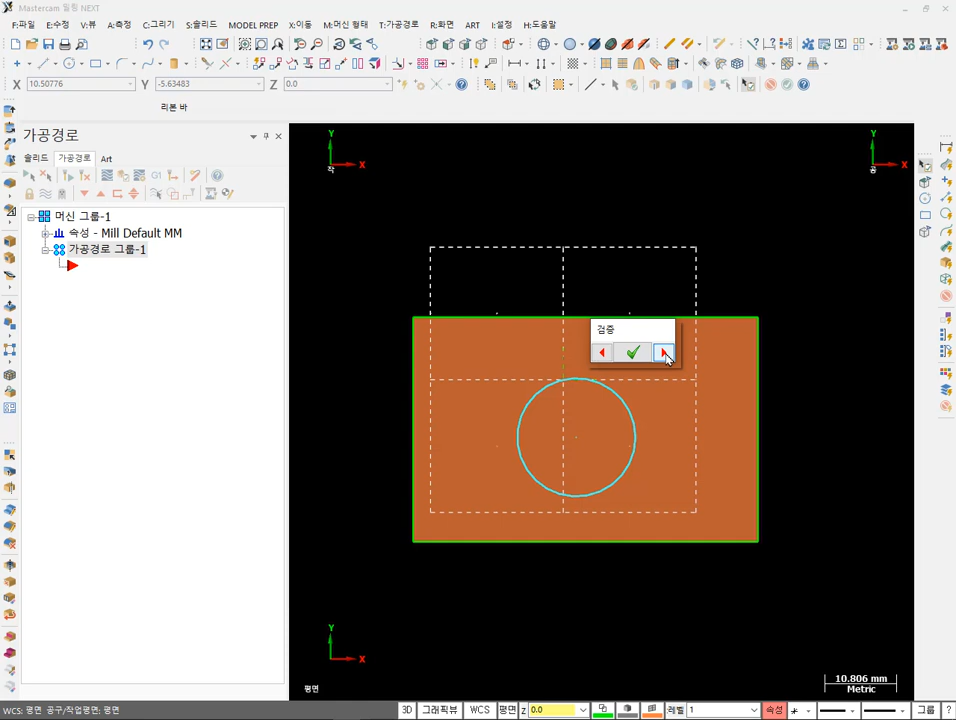 Mastercam 밀링 NEXT
F:파일 E:수정 V:뷰 A:측정 C:그리기 S:솔리드 MODEL PREP X:이동 M:머신 형태 T:가공경로 R:화면 ART I:설정 H:도움말
X 10.50776 Y -5.63483 Z 0.0
리본 바
가공경로
솔리드 가공경로 Art
G1
머신 그룹-1
속성 - Mill Default MM
가공경로 그룹-1
Y
X
Y
X
공
검증
Y
X
평면
10.806 mm
Metric
WCS: 평면 공구/작업평면: 평면 3D 그래픽뷰 WCS 평면 Z 0.0 레벨 1 속성 그룹 ?